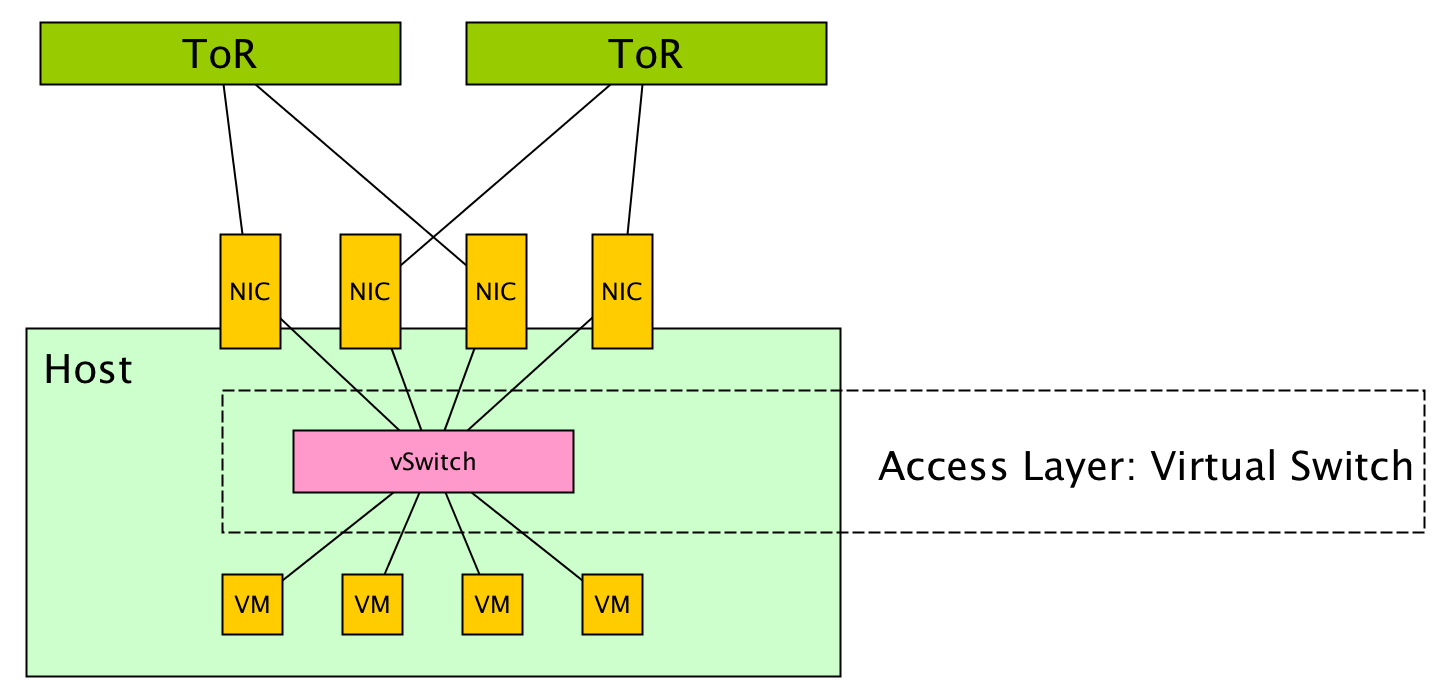 ToR
ToR
NIC
NIC
NIC
NIC
Host
vSwitch
Access Layer: Virtual Switch
VM
VM
VM
VM